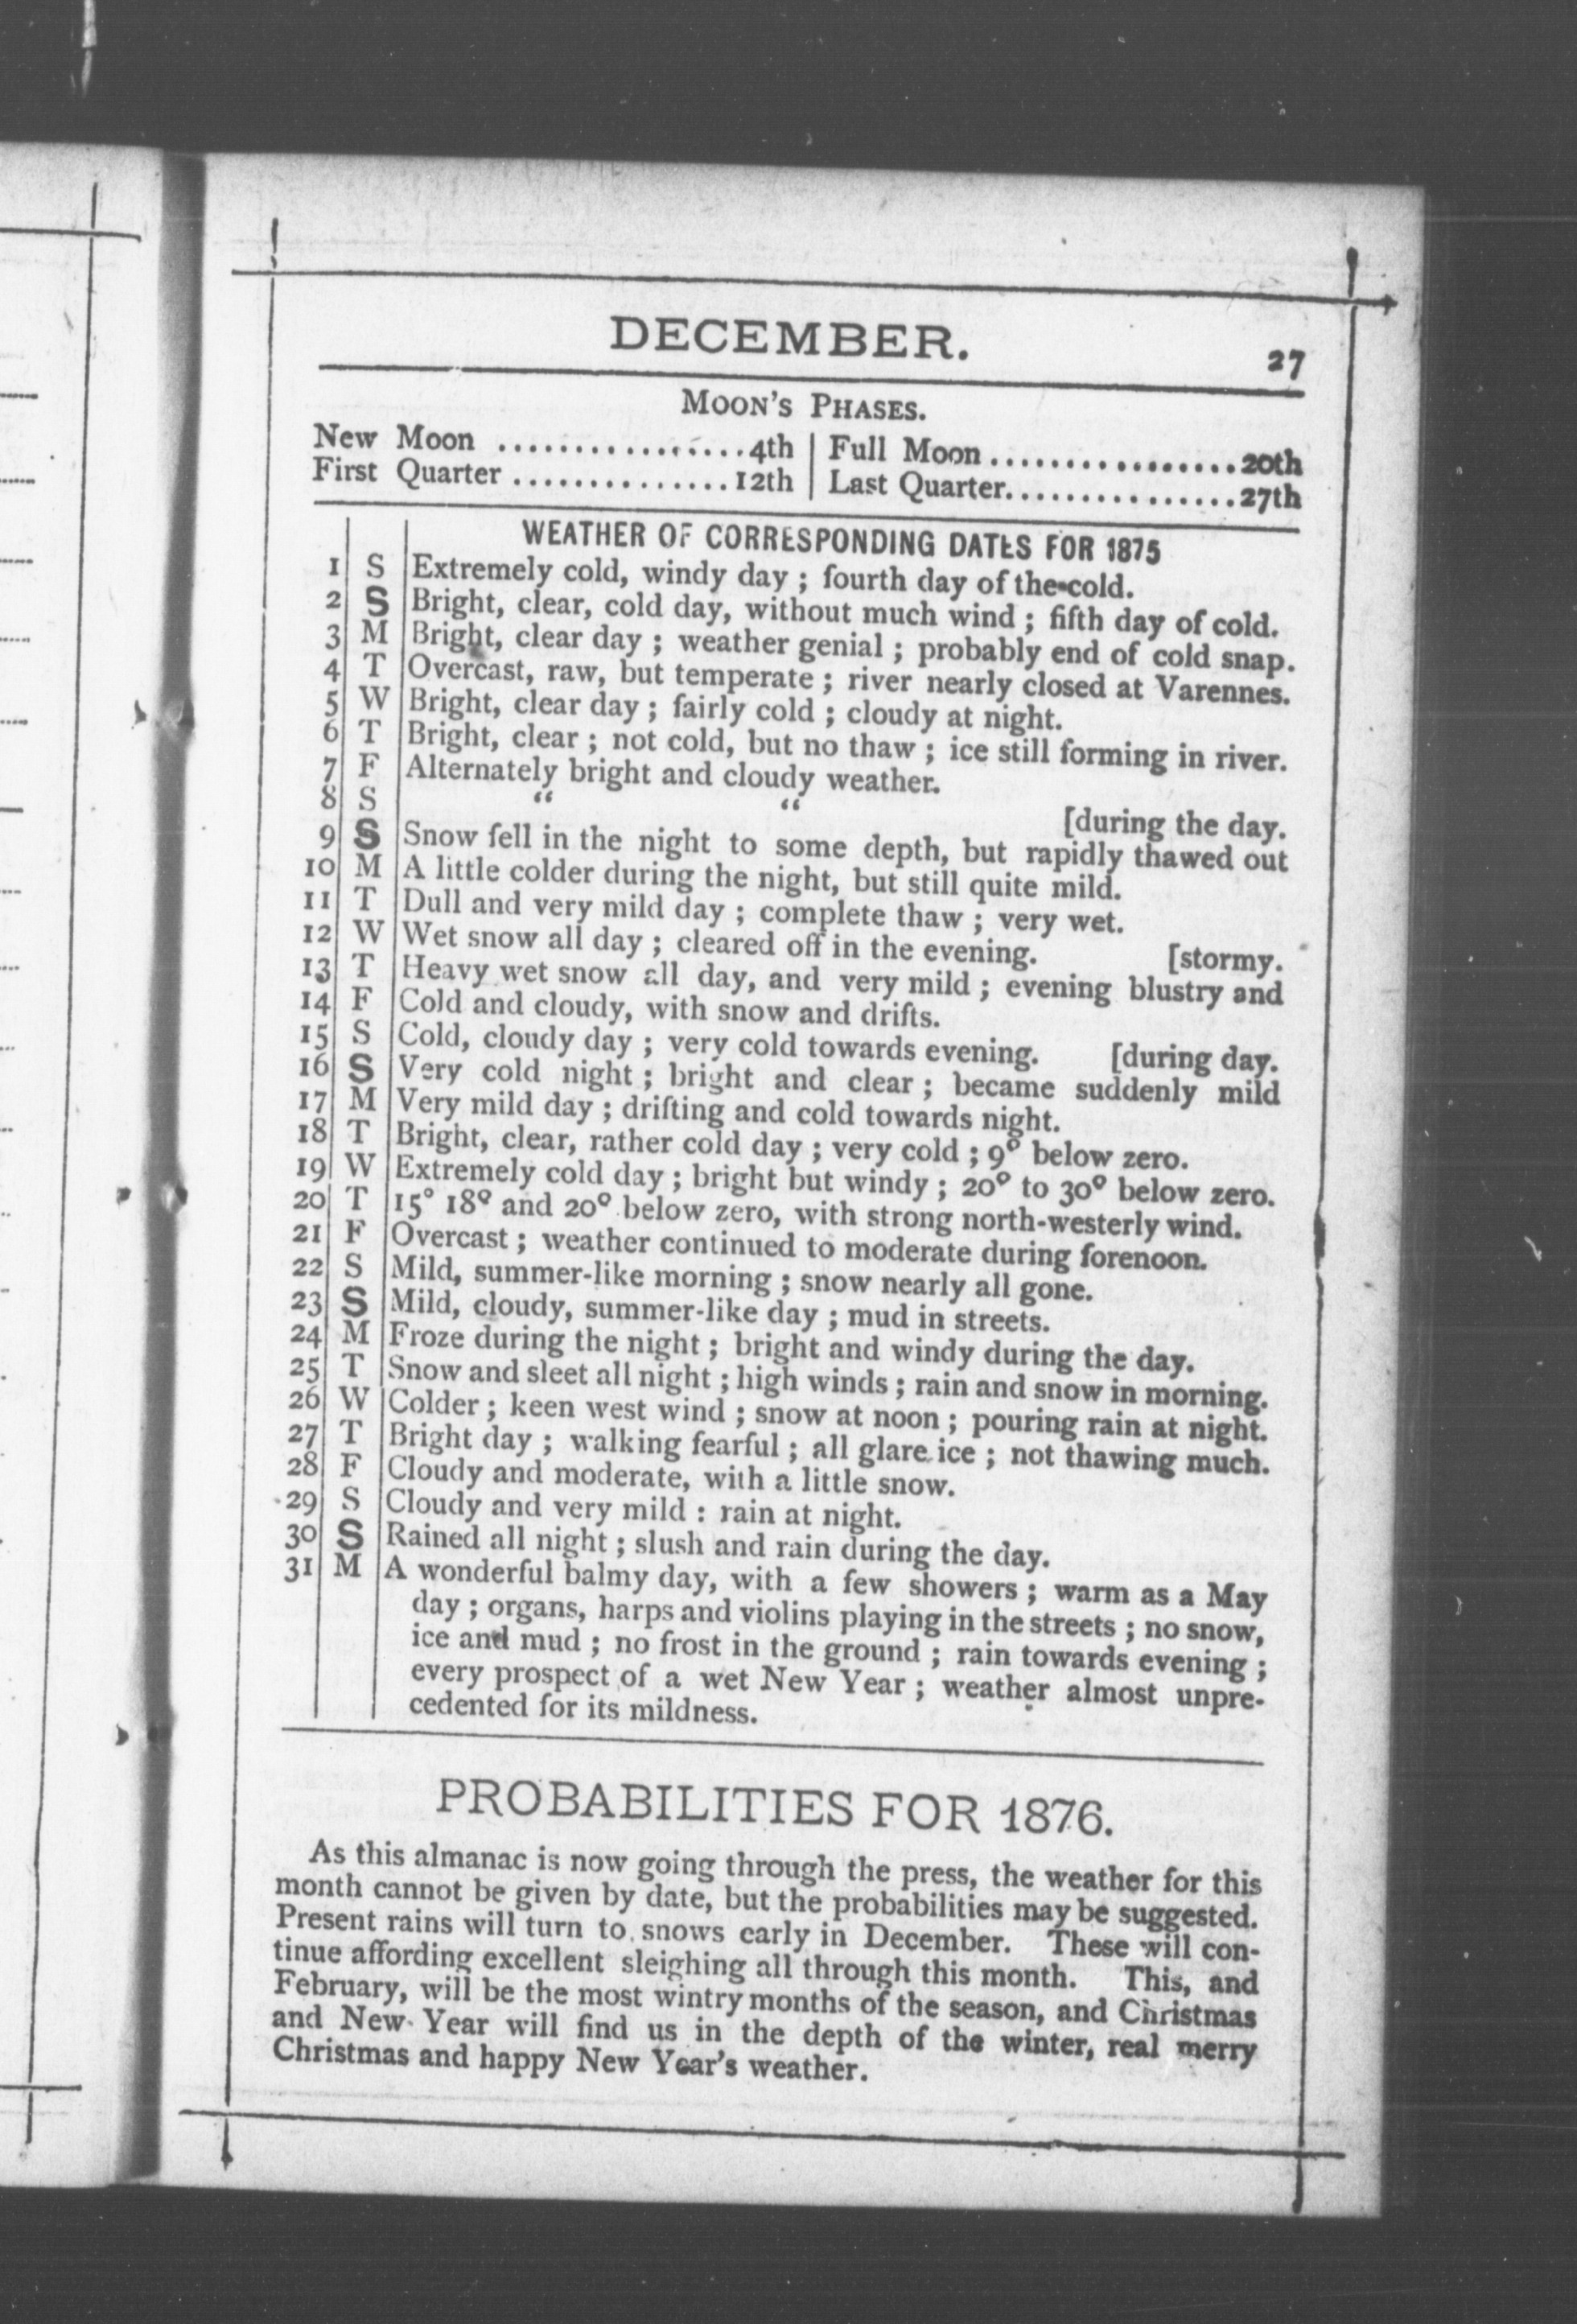 DECEMBER.
27
MOON'S PHASES.
New Moon ................4th | Full Moon.................20th
First Quarter ...............12th | Last Quarter................27th
WEATHER OF CORRESPONDING DATES FOR 1875
1 S Extremely cold, windy day ; fourth day of the cold.
2 S Bright, clear, cold day, without much wind ; fifth day of cold.
3 M Bright, clear day ; weather genial ; probably end of cold snap.
4 T Overcast, raw, but temperate ; river nearly closed at Varennes.
5 W Bright, clear day ; fairly cold ; cloudy at night.
6 T Bright, clear ; not cold, but no thaw ; ice still forming in river.
7 F Alternately bright and cloudy weather.
8 S “ “ [during the day.
9 S Snow fell in the night to some depth, but rapidly thawed out
10 M A little colder during the night, but still quite mild.
11 T Dull and very mild day ; complete thaw ; very wet.
12 W Wet snow all day ; cleared off in the evening. [stormy.
13 T Heavy wet snow all day, and very mild ; evening blustry and
14 F Cold and cloudy, with snow and drifts.
15 S Cold, cloudy day ; very cold towards evening. [during day.
16 S Very cold night ; bright and clear ; became suddenly mild
17 M Very mild day ; drifting and cold towards night.
18 T Bright, clear, rather cold day ; very cold ; 9° below zero.
19 W Extremely cold day ; bright but windy ; 20° to 30° below zero.
20 T 15° 18° and 20° below zero, with strong north-westerly wind.
21 F Overcast ; weather continued to moderate during forenoon.
22 S Mild, summer-like morning ; snow nearly all gone.
23 S Mild, cloudy, summer-like day ; mud in streets.
24 M Froze during the night ; bright and windy during the day.
25 T Snow and sleet all night ; high winds ; rain and snow in morning.
26 W Colder ; keen west wind ; snow at noon ; pouring rain at night.
27 T Bright day ; walking fearful ; all glare ice ; not thawing much.
28 F Cloudy and moderate, with a little snow.
29 S Cloudy and very mild : rain at night.
30 S Rained all night ; slush and rain during the day.
31 M A wonderful balmy day, with a few showers ; warm as a May
day ; organs, harps and violins playing in the streets ; no snow,
ice and mud ; no frost in the ground ; rain towards evening ;
every prospect of a wet New Year ; weather almost unpre-
cedented for its mildness.
PROBABILITIES FOR 1876.
As this almanac is now going through the press, the weather for this
month cannot be given by date, but the probabilities may be suggested.
Present rains will turn to snows early in December. These will con-
tinue affording excellent sleighing all through this month. This, and
February, will be the most wintry months of the season, and Christmas
and New Year will find us in the depth of the winter, real merry
Christmas and happy New Year's weather.